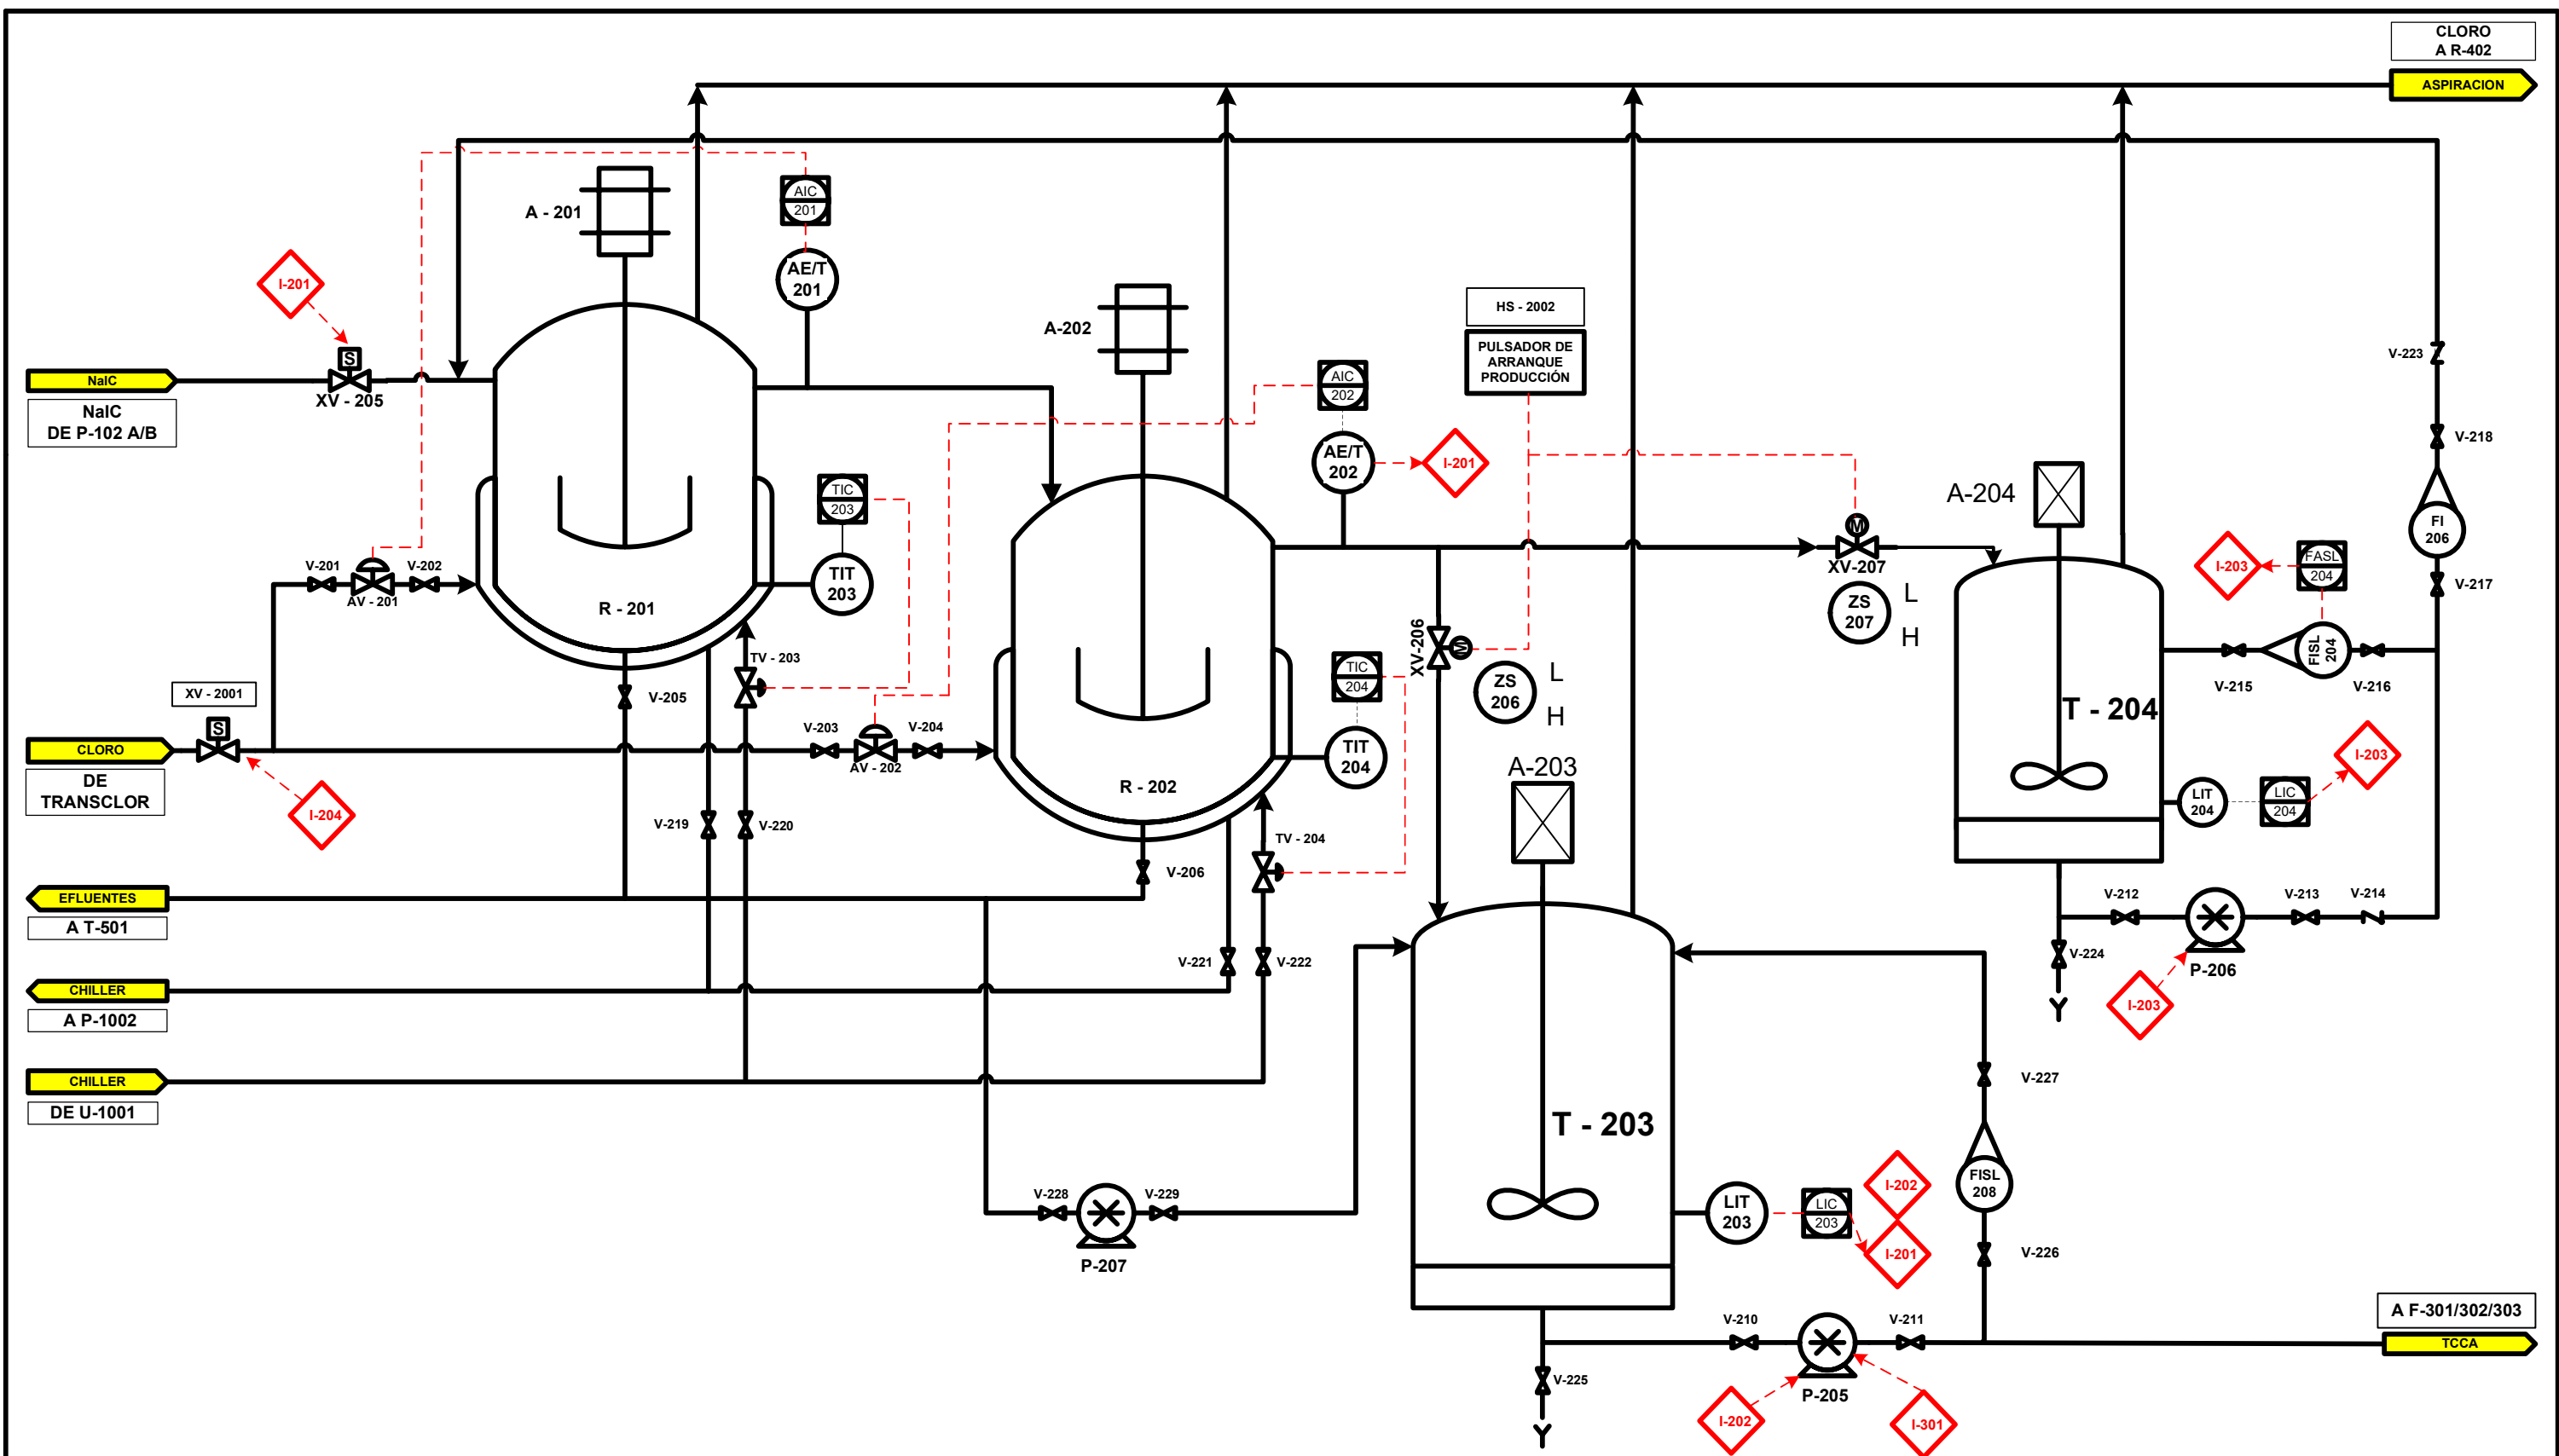 CLORO
A R-402
ASPIRACION
A - 201
AIC
201
AE/T
201
I-201
S
XV - 205
NaIC
NaIC
DE P-102 A/B
A-202
HS - 2002
PULSADOR DE
ARRANQUE
PRODUCCIÓN
AIC
202
AE/T
202
I-201
V-223
V-218
FI
206
V-217
A-204
M
XV-207
ZS
207
L
H
FASL
204
I-203
FISL
204
V-215
V-216
T - 204
TIC
203
TIT
203
V-201
AV - 201
V-202
R - 201
TV - 203
V-205
XV-206
M
ZS
206
L
H
TIC
204
TIT
204
XV - 2001
S
CLORO
DE
TRANSCLOR
I-204
V-203
AV - 202
V-204
R - 202
A-203
LIT
204
LIC
204
I-203
V-219
V-220
TV - 204
V-206
EFLUENTES
A T-501
V-212
V-213
V-214
P-206
V-224
I-203
V-221
V-222
CHILLER
A P-1002
CHILLER
DE U-1001
V-227
T - 203
FISL
208
V-228
V-229
P-207
LIT
203
LIC
203
I-202
I-201
V-226
A F-301/302/303
TCCA
V-210
V-211
P-205
V-225
I-202
I-301